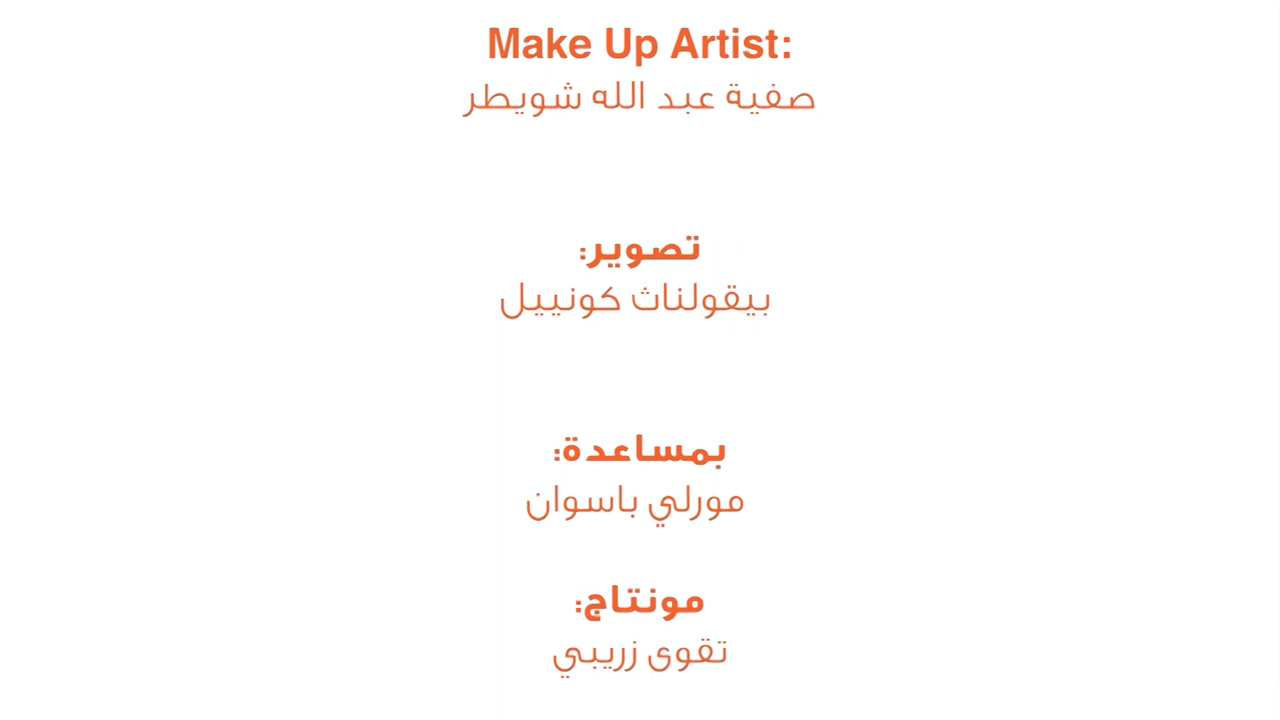 Make Up Artist:
صفية عبد الله شويطر
تصوير:
بيقولناث كونييل
بمساعدة:
مورلي باسوان
مونتاج:
تقوى زريبي